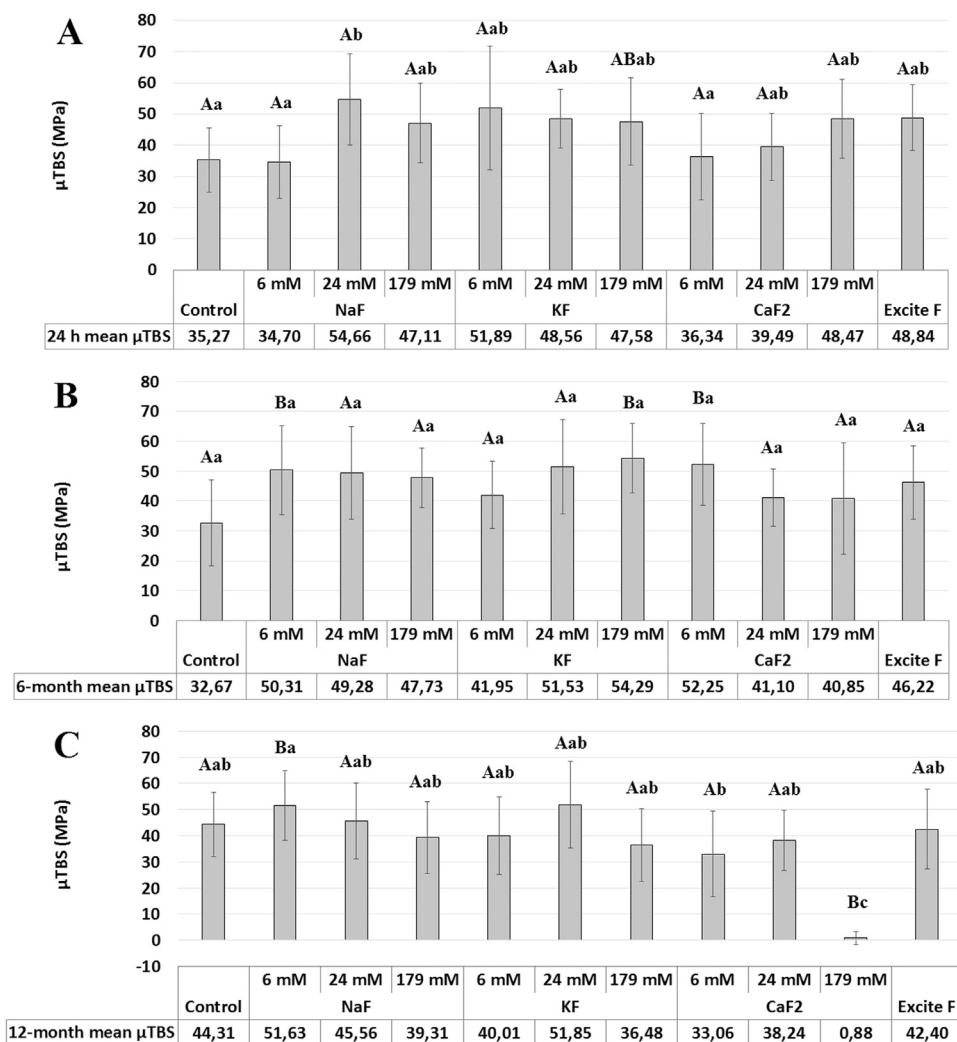 A
µTBS (MPa)
80
70
60
50
40
30
20
10
0
Aa Aa Ab Aab Aab Aab ABab Aa Aab Aab Aab
6 mM 24 mM 179 mM 6 mM 24 mM 179 mM 6 mM 24 mM 179 mM
Control NaF KF CaF2 Excite F
24 h mean µTBS 35,27 34,70 54,66 47,11 51,89 48,56 47,58 36,34 39,49 48,47 48,84
B
µTBS (MPa)
80
70
60
50
40
30
20
10
0
Aa Ba Aa Aa Aa Aa Ba Ba Aa Aa Aa
6 mM 24 mM 179 mM 6 mM 24 mM 179 mM 6 mM 24 mM 179 mM
Control NaF KF CaF2 Excite F
6-month mean µTBS 32,67 50,31 49,28 47,73 41,95 51,53 54,29 52,25 41,10 40,85 46,22
C
µTBS (MPa)
80
70
60
50
40
30
20
10
0
-10
Aab Ba Aab Aab Aab Aab Aab Ab Aab Bc Aab
6 mM 24 mM 179 mM 6 mM 24 mM 179 mM 6 mM 24 mM 179 mM
Control NaF KF CaF2 Excite F
12-month mean µTBS 44,31 51,63 45,56 39,31 40,01 51,85 36,48 33,06 38,24 0,88 42,40